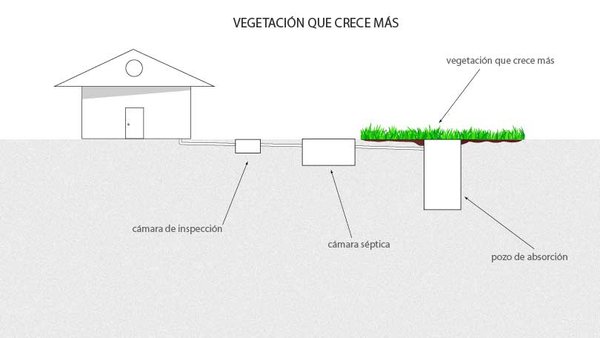 VEGETACIÓN QUE CRECE MÁS
vegetación que crece más
cámara de inspección
cámara séptica
pozo de absorción